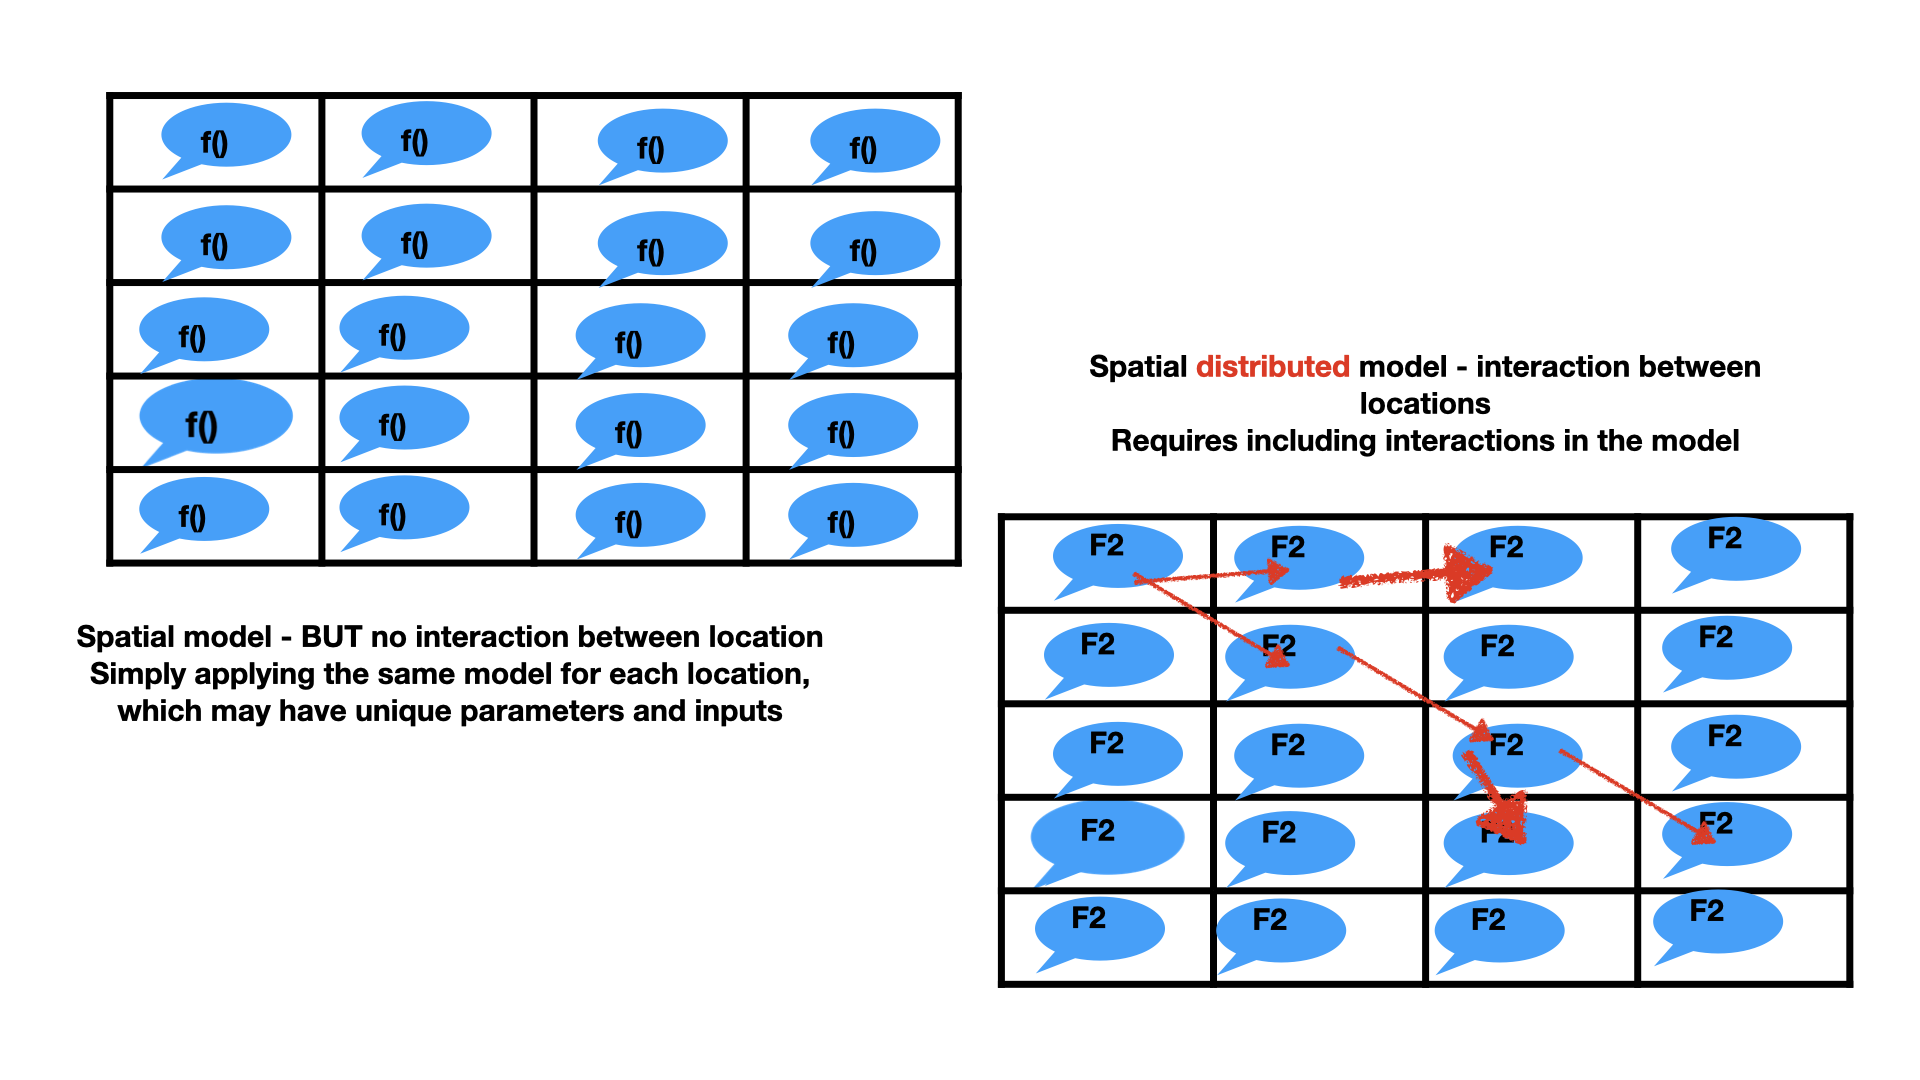 f() f() f() f()
f() f() f() f()
f() f() f() f()
f() f() f() f()
f() f() f() f()
Spatial model - BUT no interaction between location
Simply applying the same model for each location,
which may have unique parameters and inputs
Spatial distributed model - interaction between
locations
Requires including interactions in the model
F2 F2 F2 F2
F2 F2 F2 F2
F2 F2 F2 F2
F2 F2 F2 F2
F2 F2 F2 F2